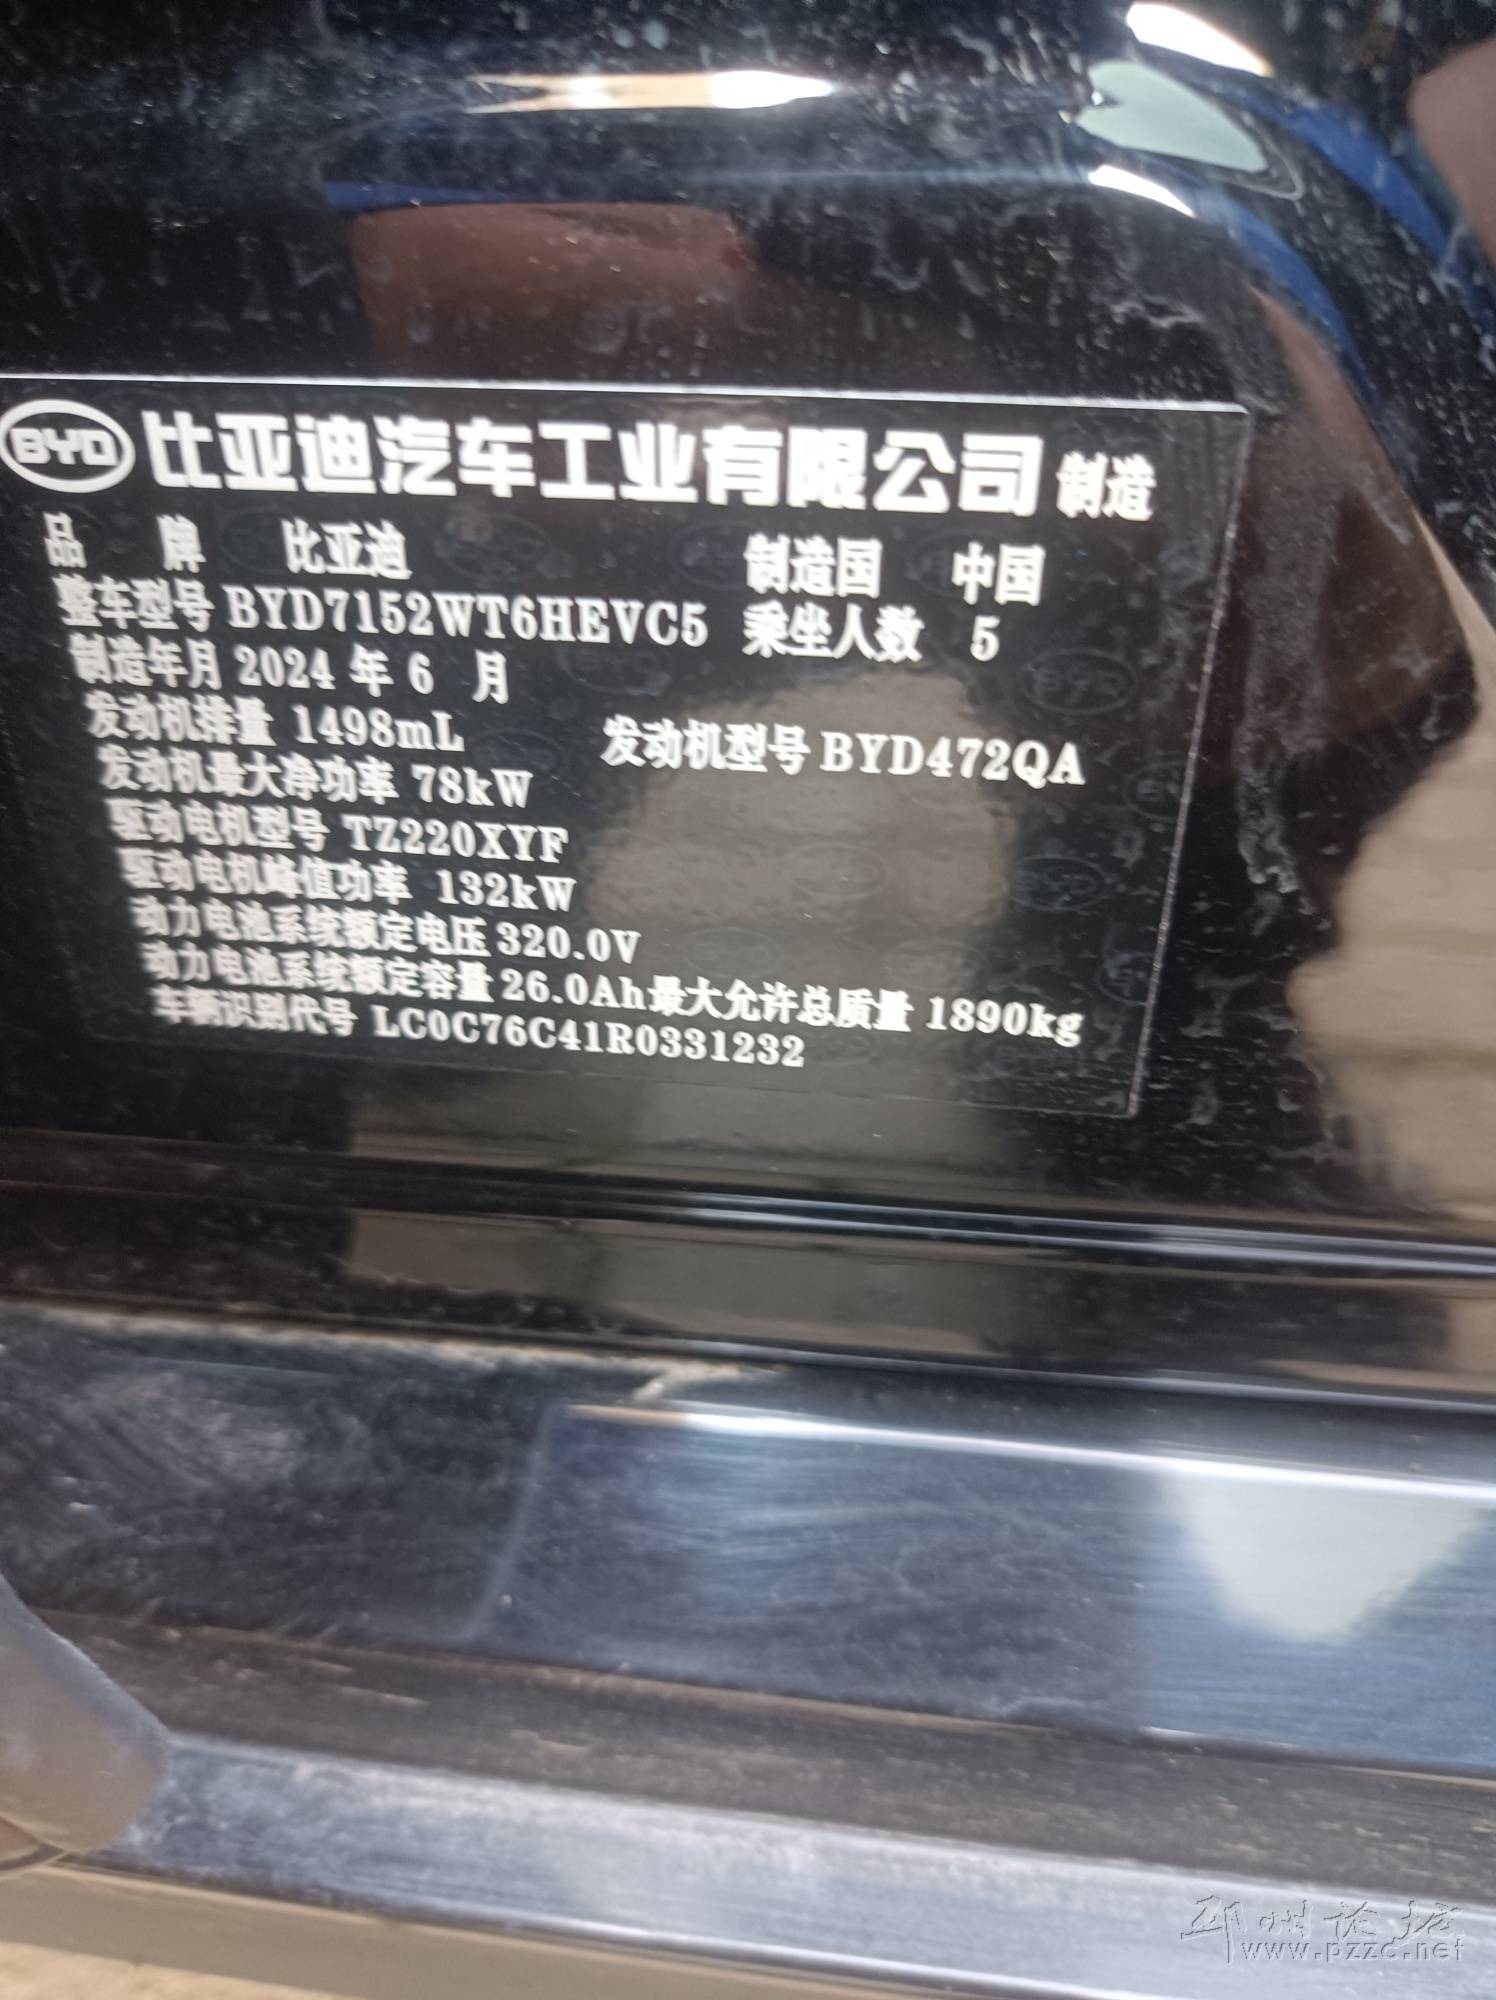 BYD 比亚迪汽车工业有限公司 制造
品牌 比亚迪 制造国 中国
整车型号 BYD7152WT6HEVC5 乘坐人数 5
制造年月 2024 年 6 月
发动机排量 1498mL 发动机型号 BYD472QA
发动机最大净功率 78kW
驱动电机型号 TZ220XYF
驱动电机峰值功率 132kW
动力电池系统额定电压 320.0V
动力电池系统额定容量 26.0Ah 最大允许总质量 1890kg
车辆识别代号 LC0C76C41R0331232
邳州论坛
www.pzzc.net